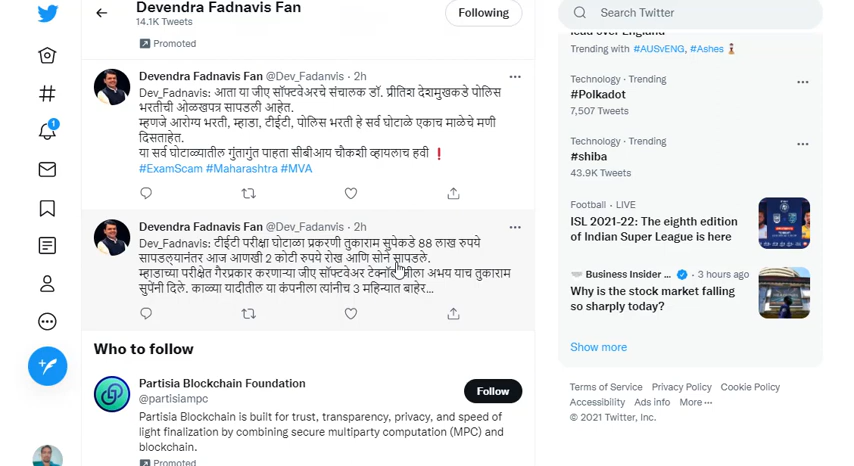 Devendra Fadnavis Fan
14.1K Tweets
Following
Promoted
Devendra Fadnavis Fan @Dev_Fadanvis · 2h
Dev_Fadnavis: आता या जीए सॉफ्टवेअरचे संचालक डॉ. प्रीतिश देशमुखकडे पोलिस
भरतीची ओळखपत्र सापडली आहेत.
म्हणजे आरोग्य भरती, म्हाडा, टीईटी, पोलिस भरती हे सर्व घोटाळे एकाच माळेचे मणी
दिसताहेत.
या सर्व घोटाळ्यातील गुंतागुंत पाहता सीबीआय चौकशी व्हायलाच हवी ❗
#ExamScam #Maharashtra #MVA
Devendra Fadnavis Fan @Dev_Fadanvis · 2h
Dev_Fadnavis: टीईटी परीक्षा घोटाळा प्रकरणी तुकाराम सुपेकडे 88 लाख रुपये
सापडल्यानंतर आज आणखी 2 कोटी रुपये रोख आणि सोने सापडले.
म्हाडाच्या परीक्षेत गैरप्रकार करणाऱ्या जीए सॉफ्टवेअर अभय याच तुकाराम
सुपेंनी दिले. काळ्या यादीतील या कंपनीला त्यांनीच 3 महिन्यात बाहेर...
Who to follow
Partisia Blockchain Foundation
@partisiampc
Follow
Partisia Blockchain is built for trust, transparency, privacy, and speed of
light finalization by combining secure multiparty computation (MPC) and
blockchain.
Promoted
1
Search Twitter
lead over England
Trending with #AUSvENG, #Ashes
Technology · Trending
#Polkadot
7,507 Tweets
Technology · Trending
#shiba
43.9K Tweets
Football · LIVE
ISL 2021-22: The eighth edition
of Indian Super League is here
Business Insider ... · 3 hours ago
Why is the stock market falling
so sharply today?
Show more
Terms of Service Privacy Policy Cookie Policy
Accessibility Ads info More ···
© 2021 Twitter, Inc.